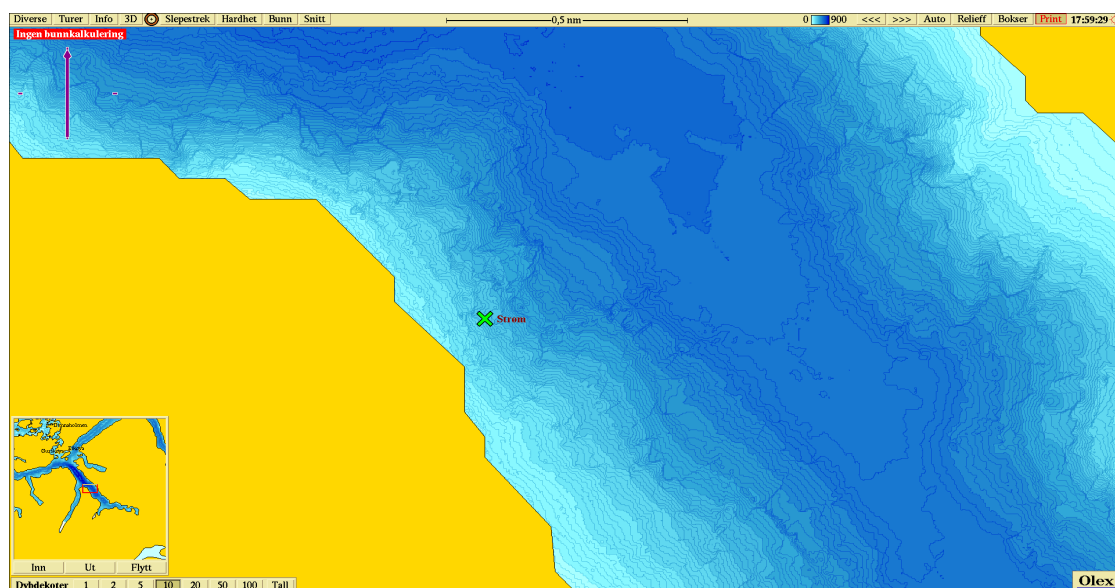 Diverse Turer Info 3D Slepestrek Hardhet Bunn Snitt 0,5 nm 0 900 <<< >>> Auto Relieff Bokser Print 17:59:29
Ingen bunnkalkulering
Strøm
Inn Ut Flytt
Dybdekoter 1 2 5 10 20 50 100 Tall
Olex